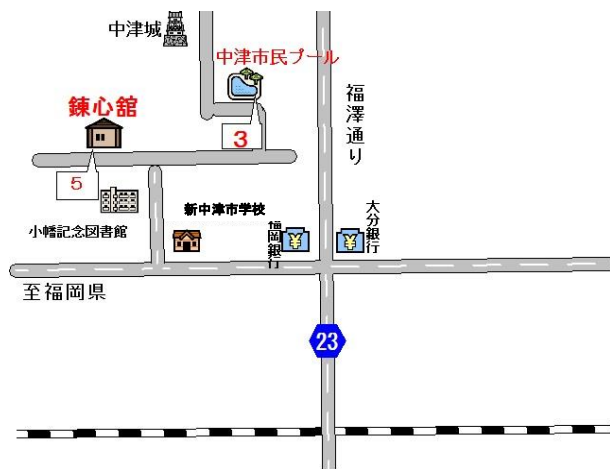 中津城
中津市民プール
錬心舘
3
5
福澤通り
小幡記念図書館
新中津市学校
福岡銀行
大分銀行
至福岡県
23